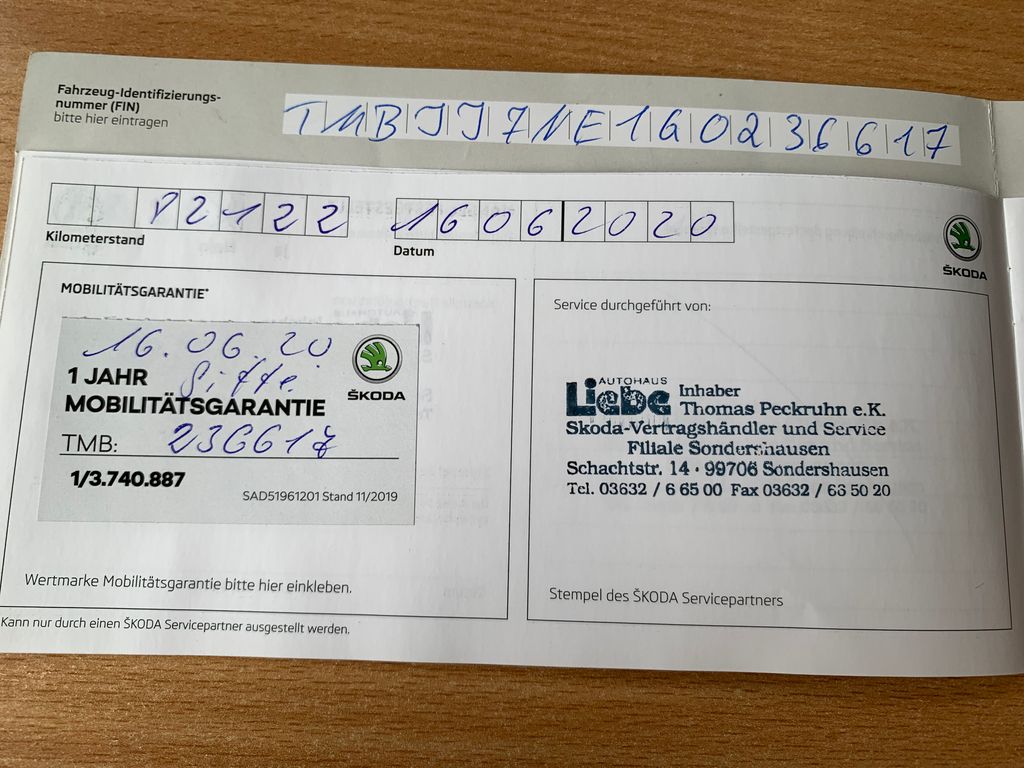 Fahrzeug-Identifizierungs-
nummer (FIN)
bitte hier eintragen
TMBJJ7NE1G0236617
16062020
Kilometerstand
Datum
ŠKODA
MOBILITÄTSGARANTIE*
16.06.20
1 JAHR
MOBILITÄTSGARANTIE
ŠKODA
TMB: 236617
1/3.740.887
SAD51961201 Stand 11/2019
Wertmarke Mobilitätsgarantie bitte hier einkleben.
Kann nur durch einen ŠKODA Servicepartner ausgestellt werden.
Service durchgeführt von:
AUTOHAUS
Liebe Inhaber
Thomas Peckruhn e.K.
Skoda-Vertragshändler und Service
Filiale Sondershausen
Schachtstr. 14 · 99706 Sondershausen
Tel. 03632 / 6 65 00 Fax 03632 / 66 50 20
Stempel des ŠKODA Servicepartners